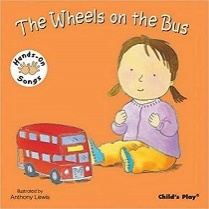 The Wheels on the Bus
Hands-On
Songs
Illustrated by
Anthony Lewis
Child's Play®